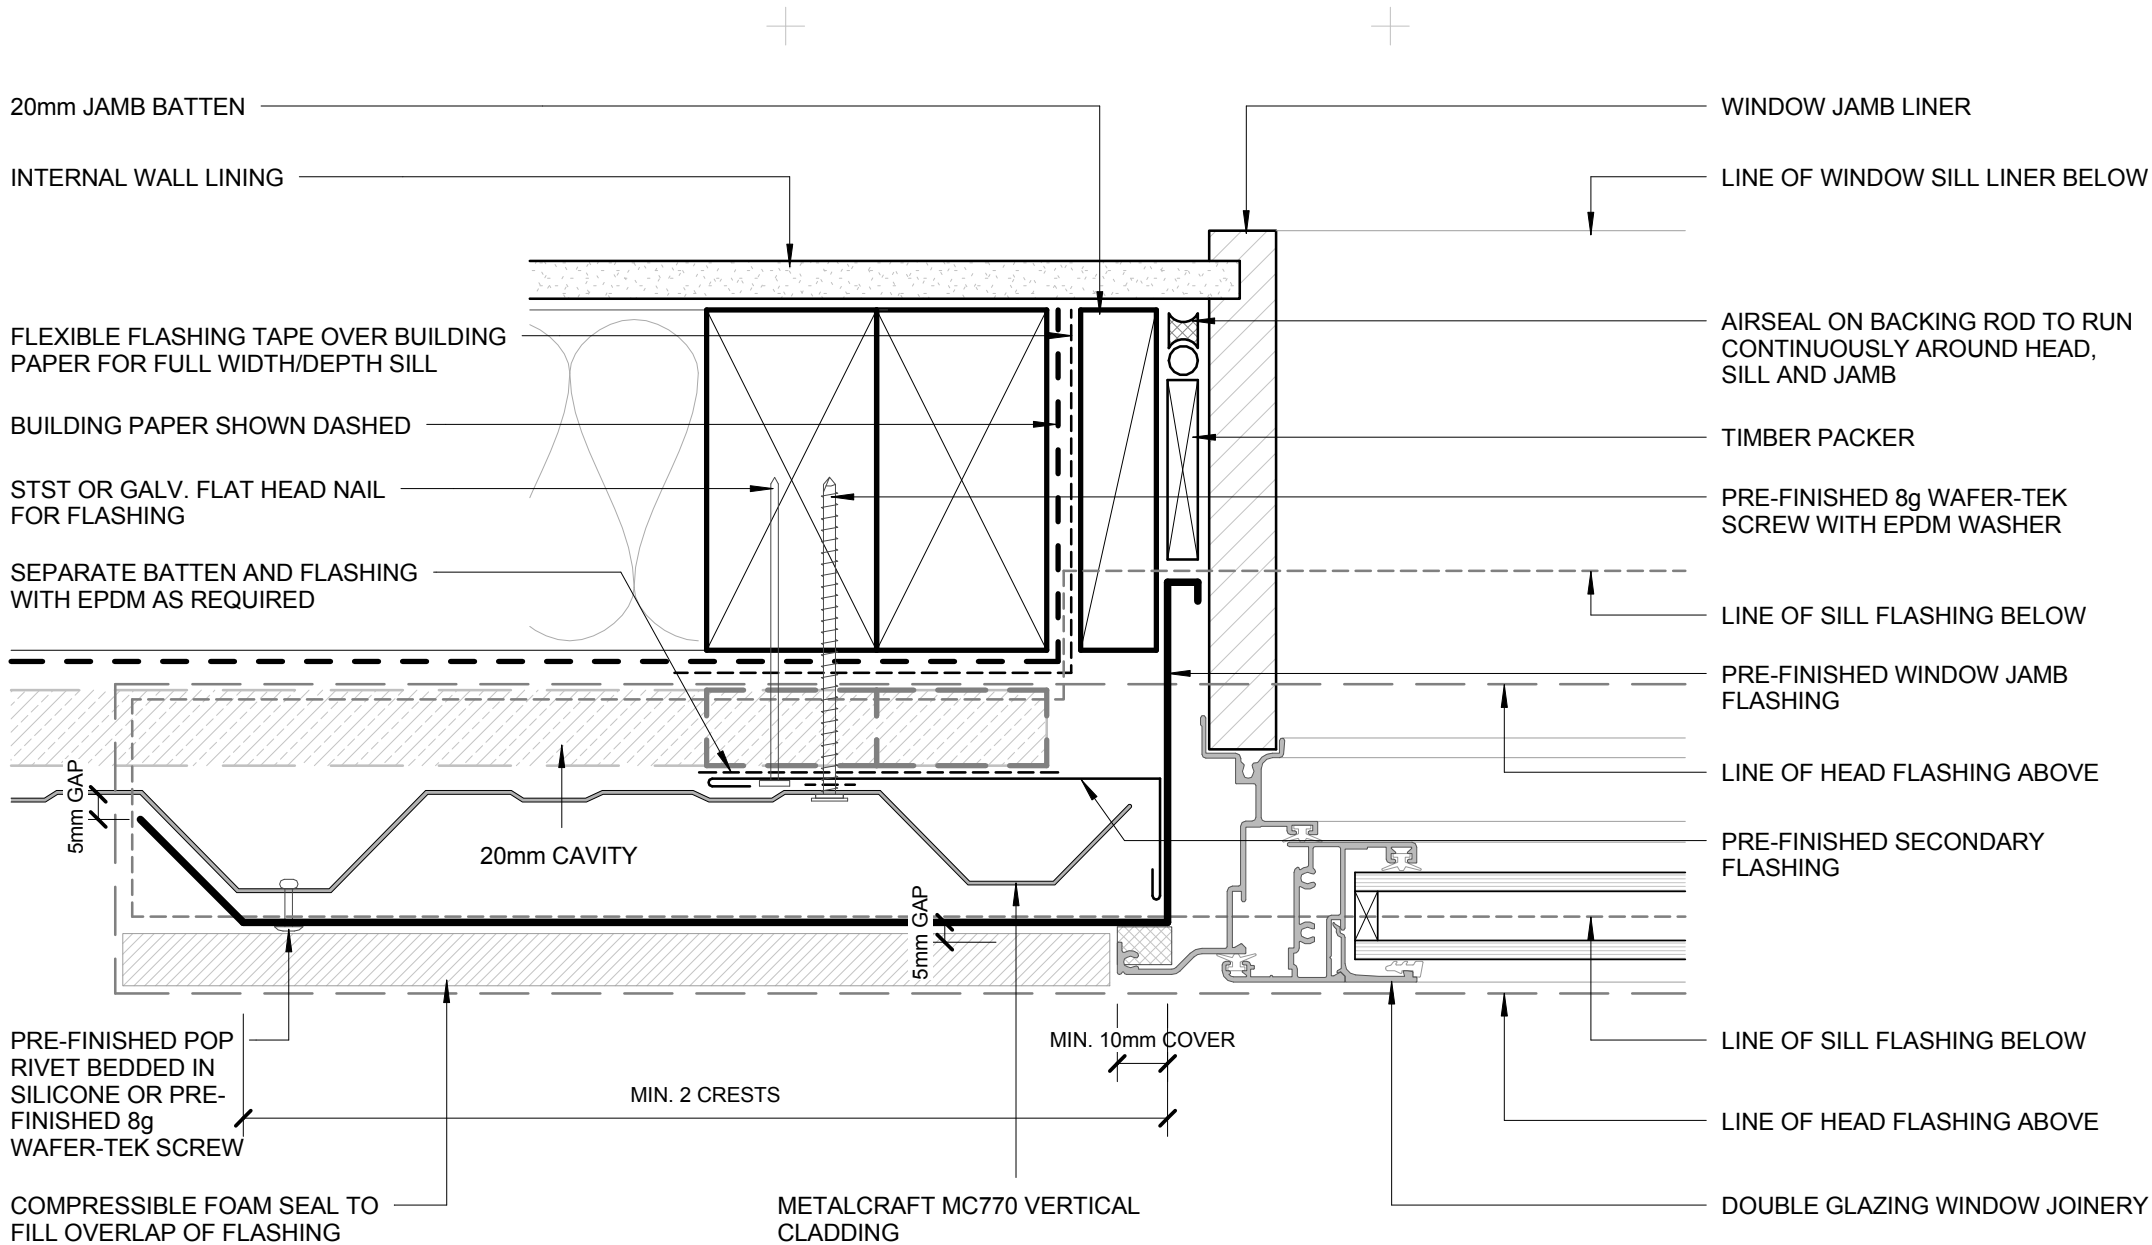 20mm JAMB BATTEN
INTERNAL WALL LINING
FLEXIBLE FLASHING TAPE OVER BUILDING
PAPER FOR FULL WIDTH/DEPTH SILL
BUILDING PAPER SHOWN DASHED
STST OR GALV. FLAT HEAD NAIL
FOR FLASHING
SEPARATE BATTEN AND FLASHING
WITH EPDM AS REQUIRED
5mm GAP
20mm CAVITY
5mm GAP
PRE-FINISHED POP
RIVET BEDDED IN
SILICONE OR PRE-
FINISHED 8g
WAFER-TEK SCREW
COMPRESSIBLE FOAM SEAL TO
FILL OVERLAP OF FLASHING
MIN. 10mm COVER
MIN. 2 CRESTS
METALCRAFT MC770 VERTICAL
CLADDING
WINDOW JAMB LINER
LINE OF WINDOW SILL LINER BELOW
AIRSEAL ON BACKING ROD TO RUN
CONTINUOUSLY AROUND HEAD,
SILL AND JAMB
TIMBER PACKER
PRE-FINISHED 8g WAFER-TEK
SCREW WITH EPDM WASHER
LINE OF SILL FLASHING BELOW
PRE-FINISHED WINDOW JAMB
FLASHING
LINE OF HEAD FLASHING ABOVE
PRE-FINISHED SECONDARY
FLASHING
LINE OF SILL FLASHING BELOW
LINE OF HEAD FLASHING ABOVE
DOUBLE GLAZING WINDOW JOINERY